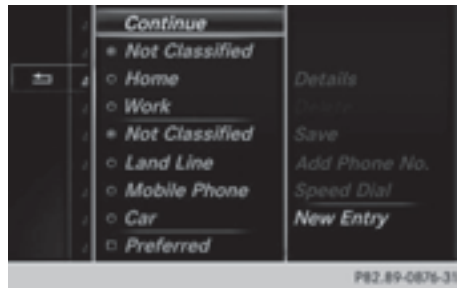 Continue
Not Classified
Home
Work
Not Classified
Land Line
Mobile Phone
Car
Preferred
Details
Delete
Save
Add Phone No.
Speed Dial
New Entry
P82.89-0876-31